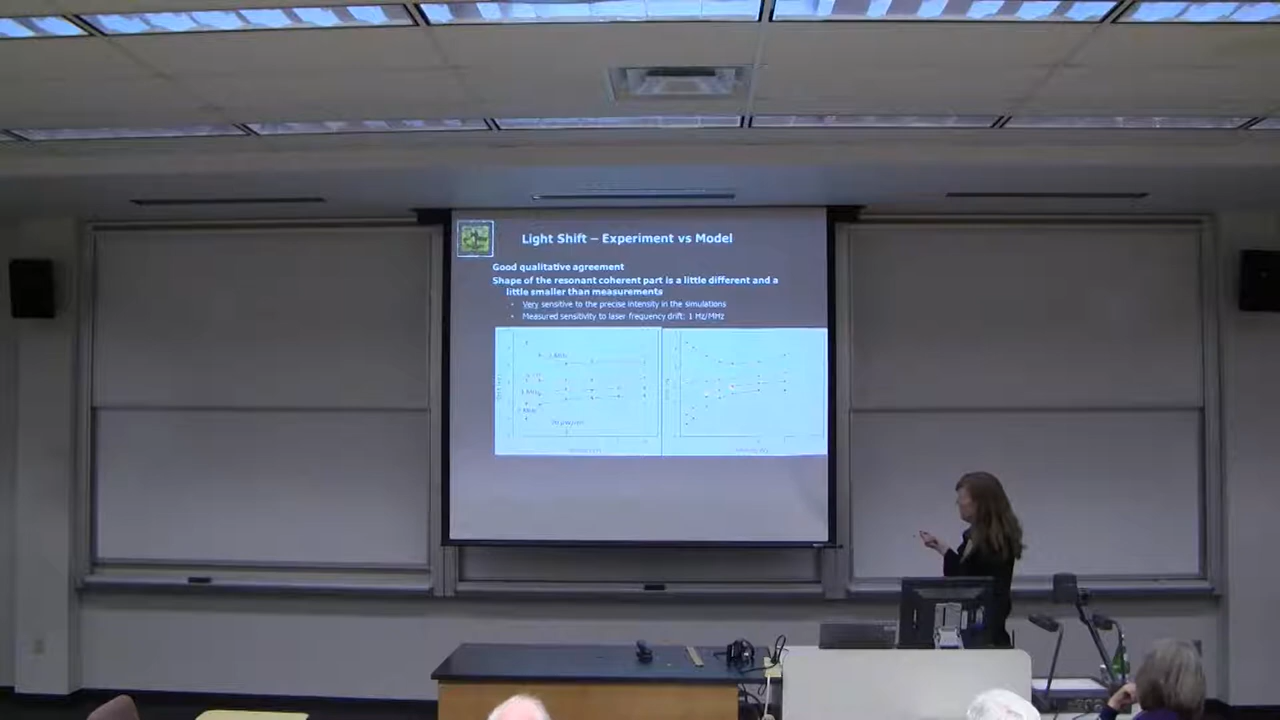 Light Shift – Experiment vs Model
Good qualitative agreement
Shape of the resonant coherent part is a little different and a
little smaller than measurements
Very sensitive to the precise intensity in the simulations
Measured sensitivity to laser frequency drift: 1 Hz/MHz